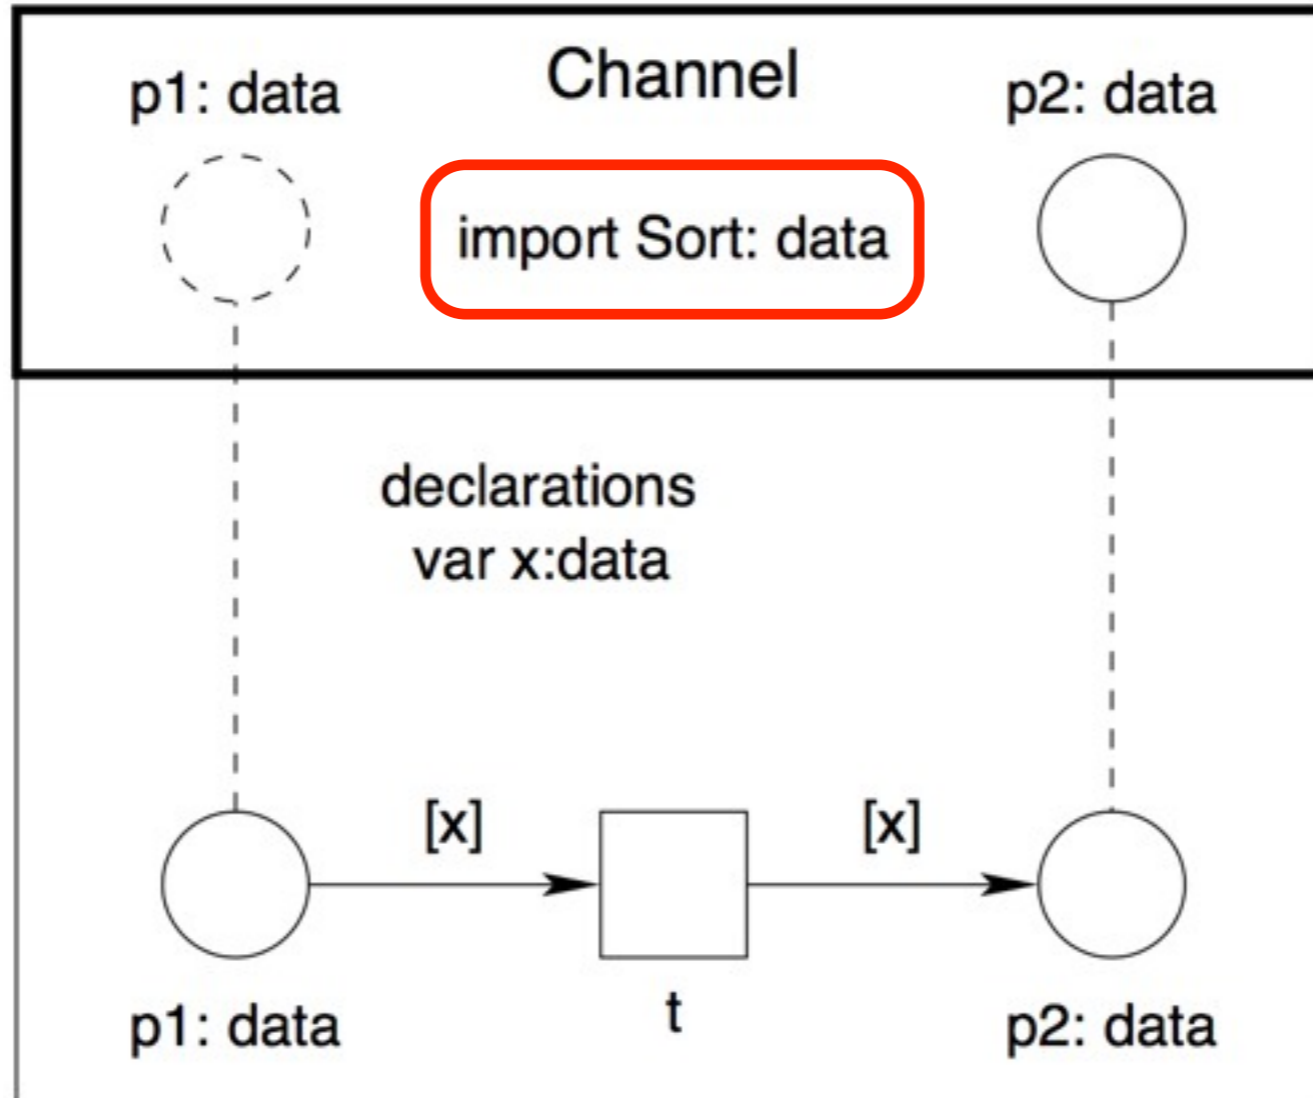 Channel
p1: data
p2: data
import Sort: data
declarations
var x:data
[x]
[x]
p1: data
t
p2: data